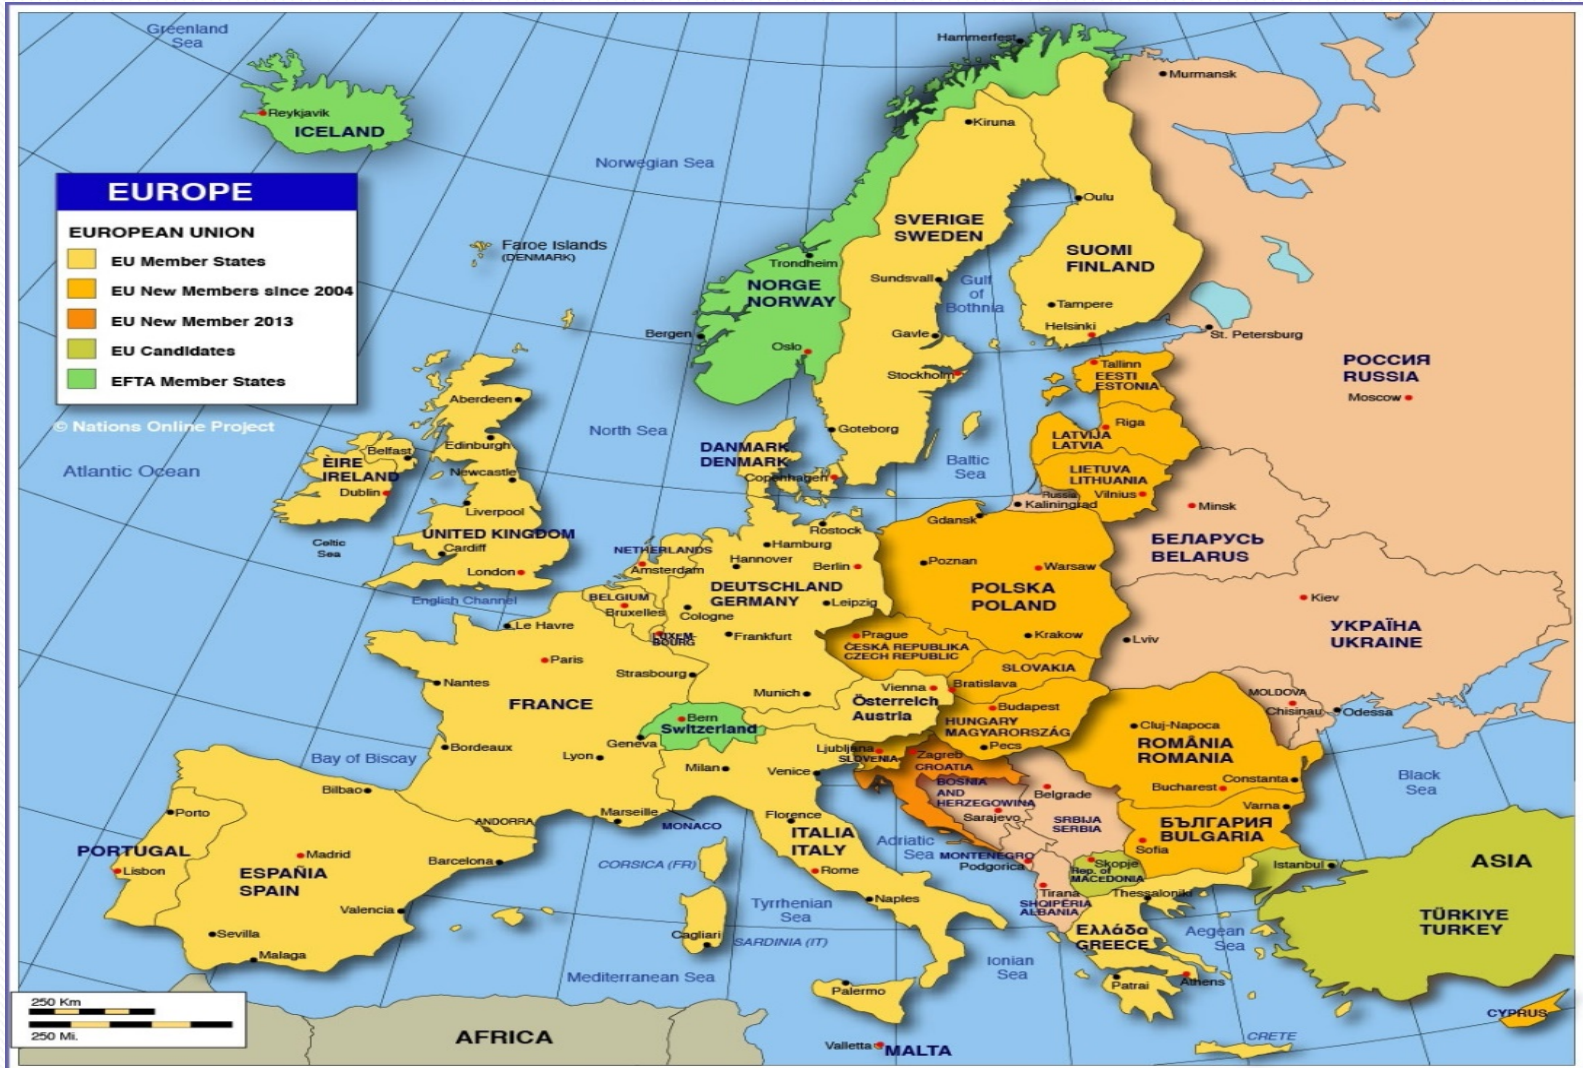 Greenland
Sea
Hammerfest
Murmansk
Reykjavik
ICELAND
Kiruna
Norwegian Sea
EUROPE
EUROPEAN UNION
EU Member States
EU New Members since 2004
EU New Member 2013
EU Candidates
EFTA Member States
© Nations Online Project
Faroe Islands
(DENMARK)
Oulu
SVERIGE
SWEDEN
SUOMI
FINLAND
Trondheim
NORGE
NORWAY
Sundsvall
Gulf
of
Bothnia
Tampere
Helsinki
St. Petersburg
Bergen
Oslo
Gavle
Stockholm
РОССИЯ
RUSSIA
Moscow
Tallinn
EESTI
ESTONIA
Aberdeen
North Sea
Goteborg
Riga
LATVIJA
LATVIA
Atlantic Ocean
Edinburgh
Belfast
ÈIRE
IRELAND
Dublin
Newcastle
Liverpool
DANMARK
DENMARK
Copenhagen
Baltic
Sea
LIETUVA
LITHUANIA
Vilnius
Russia
Kaliningrad
Minsk
Gdansk
Celtic
Sea
UNITED KINGDOM
Cardiff
London
English Channel
Rostock
Hamburg
NETHERLANDS
Amsterdam
Hannover
Berlin
БЕЛАРУСЬ
BELARUS
Poznan
Warsaw
POLSKA
POLAND
DEUTSCHLAND
GERMANY
Leipzig
BELGIUM
Bruxelles
Cologne
Kiev
УКРАЇНА
UKRAINE
Le Havre
LUXEM-
BOURG
Frankfurt
Prague
ČESKÁ REPUBLIKA
CZECH REPUBLIC
Krakow
Lviv
Paris
Strasbourg
SLOVAKIA
Nantes
Munich
Vienna
Bratislava
Österreich
Austria
FRANCE
Bern
Switzerland
Geneva
Budapest
HUNGARY
MAGYARORSZÁG
Pecs
MOLDOVA
Chisinau
Odessa
Cluj-Napoca
ROMÂNIA
ROMANIA
Bay of Biscay
Bordeaux
Lyon
Milan
Venice
Ljubljana
SLOVENIA
Zagreb
CROATIA
BOSNIA
AND
HERZEGOWINA
Sarajevo
Belgrade
SRBIJA
SERBIA
Bucharest
Constanta
Black
Sea
Bilbao
Porto
Marseille
MONACO
ANDORRA
Florence
ITALIA
ITALY
Adriatic
Sea
MONTENEGRO
Podgorica
Varna
БЪЛГАРИЯ
BULGARIA
Sofia
PORTUGAL
Lisbon
Madrid
ESPAÑIA
SPAIN
Barcelona
CORSICA (FR)
Rome
Skopje
Rep. of
MACEDONIA
Istanbul
ASIA
Tirana
SHQIPËRIA
ALBANIA
Thessaloniki
Valencia
Tyrrhenian
Sea
Naples
Sevilla
Malaga
Cagliari
SARDINIA (IT)
Ελλάδα
GREECE
Aegean
Sea
TÜRKIYE
TURKEY
Mediterranean Sea
Ionian
Sea
Palermo
Patrai
Athens
250 Km
250 Mi.
AFRICA
Valletta
MALTA
CRETE
CYPRUS